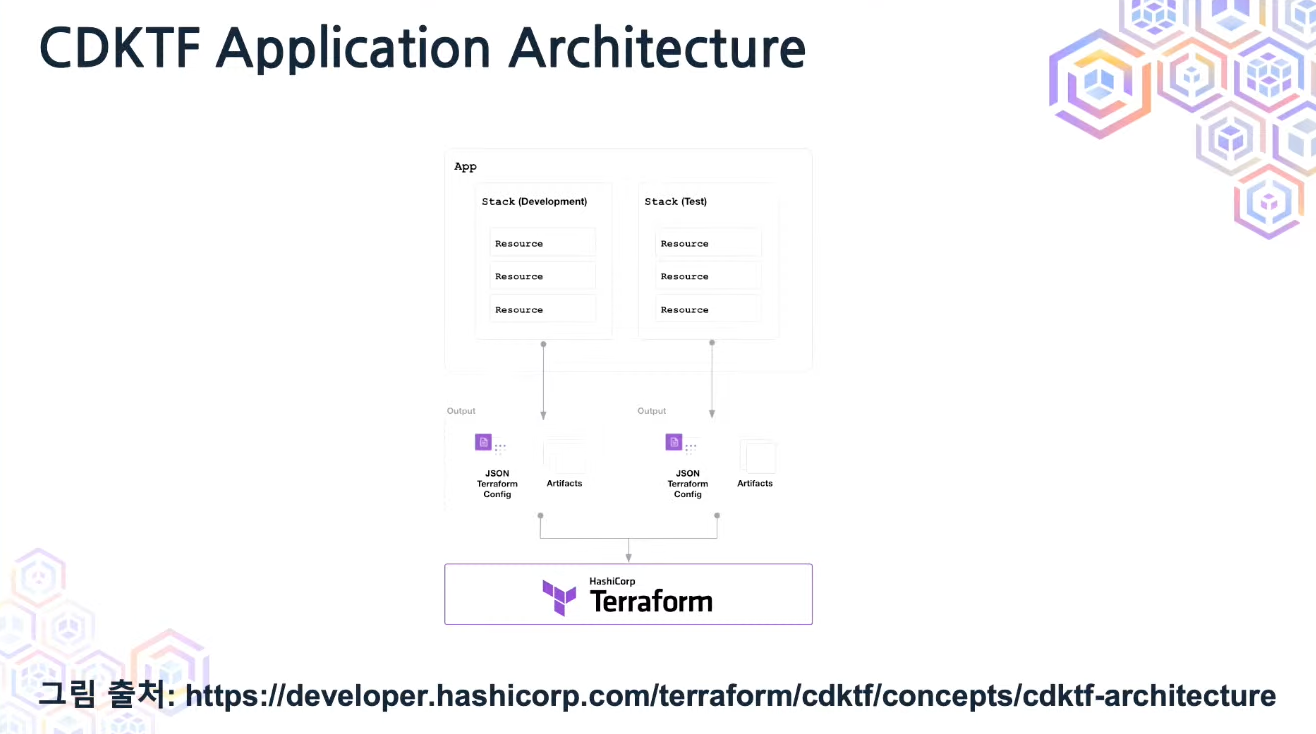 CDKTF Application Architecture
App
Stack (Development)
Resource
Resource
Resource
Stack (Test)
Resource
Resource
Resource
Output
JSON
Terraform
Config
Artifacts
Output
JSON
Terraform
Config
Artifacts
HashiCorp
Terraform
그림 출처: https://developer.hashicorp.com/terraform/cdktf/concepts/cdktf-architecture